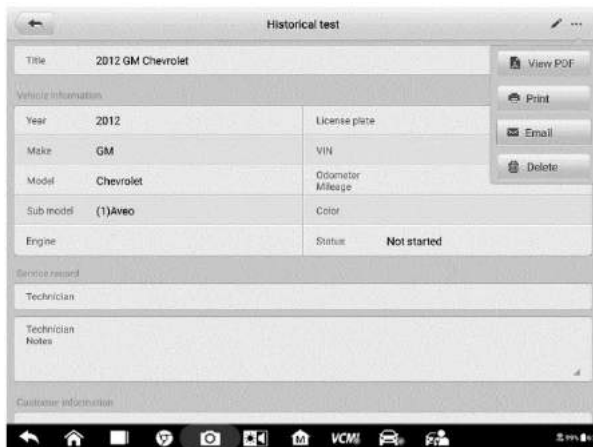 Historical test
Title 2012 GM Chevrolet
View PDF
Vehicle information
Print
Year 2012 License plate
Email
Make GM VIN
Delete
Model Chevrolet Odometer Mileage
Sub model (1)Aveo Color
Engine Status Not started
Service record
Technician
Technician Notes
Customer information
VCMI